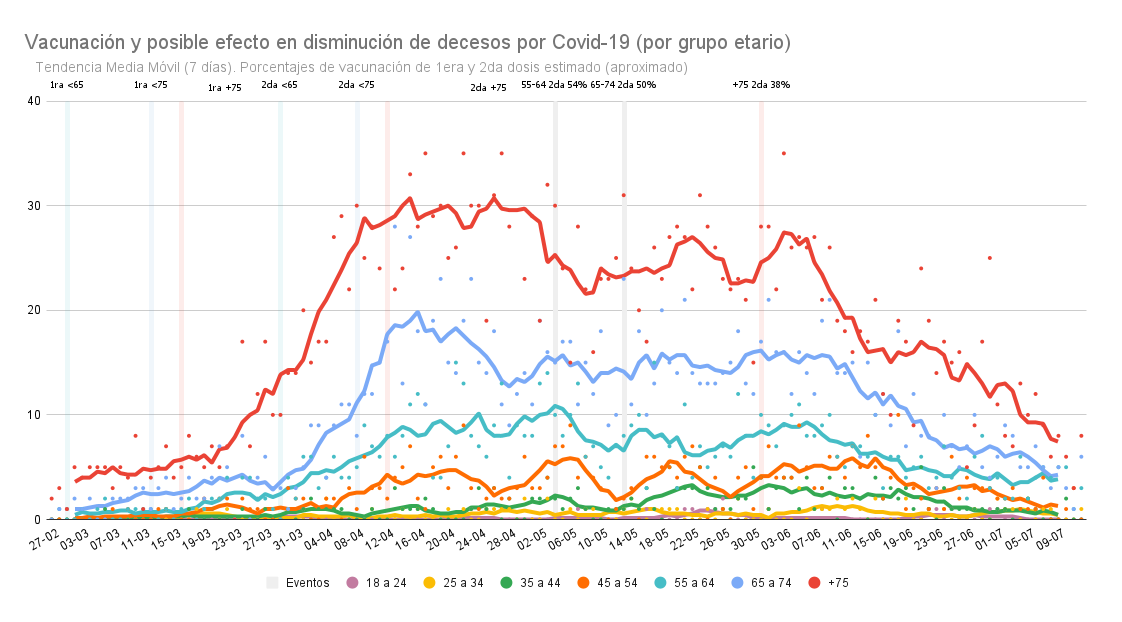 Vacunación y posible efecto en disminución de decesos por Covid-19 (por grupo etario)
Tendencia Media Móvil (7 días). Porcentajes de vacunación de 1era y 2da dosis estimado (aproximado)
1ra <65 1ra <75 1ra +75 2da <65 2da <75 2da +75 55-64 2da 54% 65-74 2da 50% +75 2da 38%
40
30
20
10
0
27-02 03-03 07-03 11-03 15-03 19-03 23-03 27-03 31-03 04-04 08-04 12-04 16-04 20-04 24-04 28-04 02-05 06-05 10-05 14-05 18-05 22-05 26-05 30-05 03-06 07-06 11-06 15-06 19-06 23-06 27-06 01-07 05-07 09-07
Eventos 18 a 24 25 a 34 35 a 44 45 a 54 55 a 64 65 a 74 +75